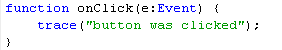 function onClick(e:Event) {
    trace("button was clicked");
}